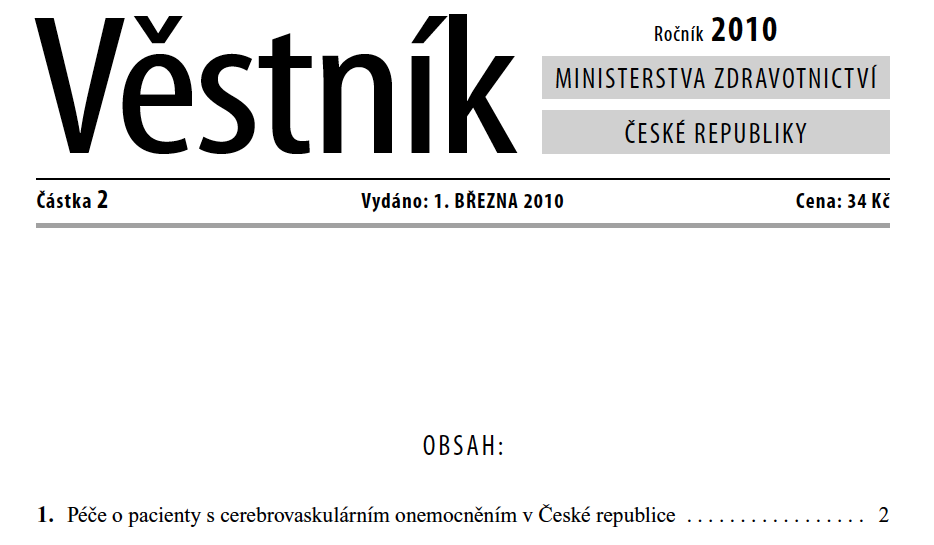 Věstník
Ročník 2010
MINISTERSTVA ZDRAVOTNICTVÍ
ČESKÉ REPUBLIKY
Částka 2 Vydáno: 1. BŘEZNA 2010 Cena: 34 Kč
OBSAH:
1. Péče o pacienty s cerebrovaskulárním onemocněním v České republice . . . . . . . . . . . . . . . . . 2